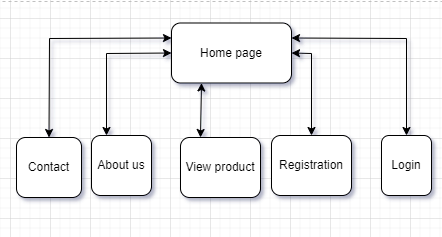 Home page
Contact
About us
View product
Registration
Login